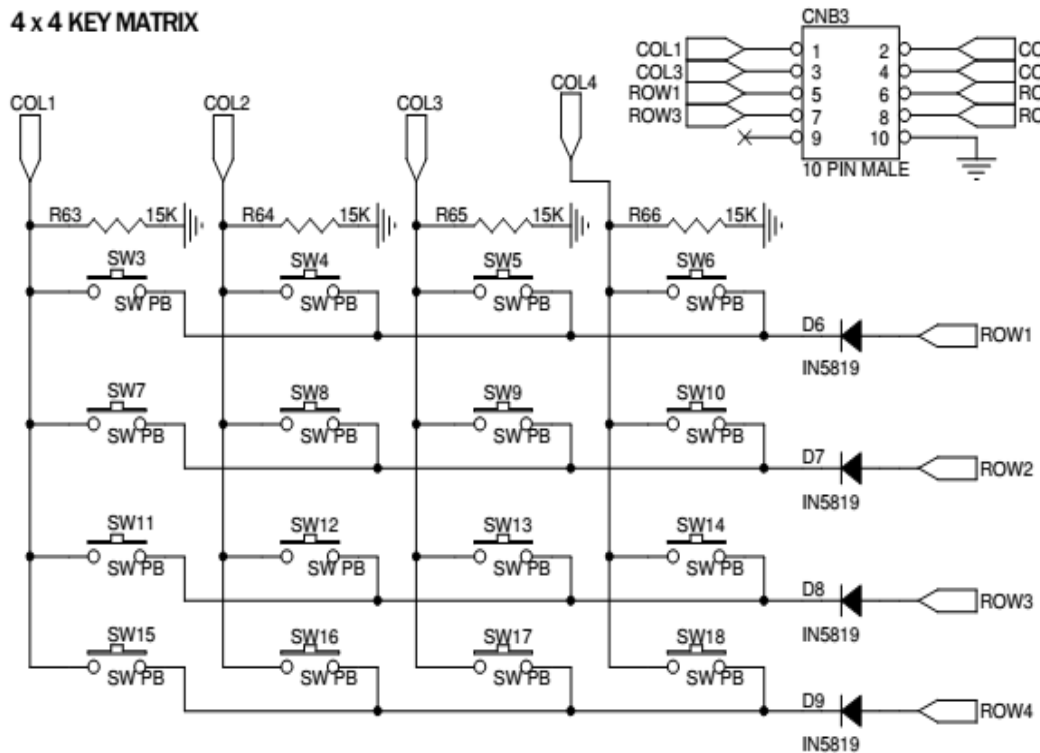 4 x 4 KEY MATRIX
CNB3
COL1 1 2 CO
COL3 3 4 CO
ROW1 5 6 RO
ROW3 7 8 RO
9 10
10 PIN MALE
COL1 COL2 COL3 COL4
R63 15K R64 15K R65 15K R66 15K
SW3 SW4 SW5 SW6
SW PB SW PB SW PB SW PB
D6 ROW1
IN5819
SW7 SW8 SW9 SW10
SW PB SW PB SW PB SW PB
D7 ROW2
IN5819
SW11 SW12 SW13 SW14
SW PB SW PB SW PB SW PB
D8 ROW3
IN5819
SW15 SW16 SW17 SW18
SW PB SW PB SW PB SW PB
D9 ROW4
IN5819